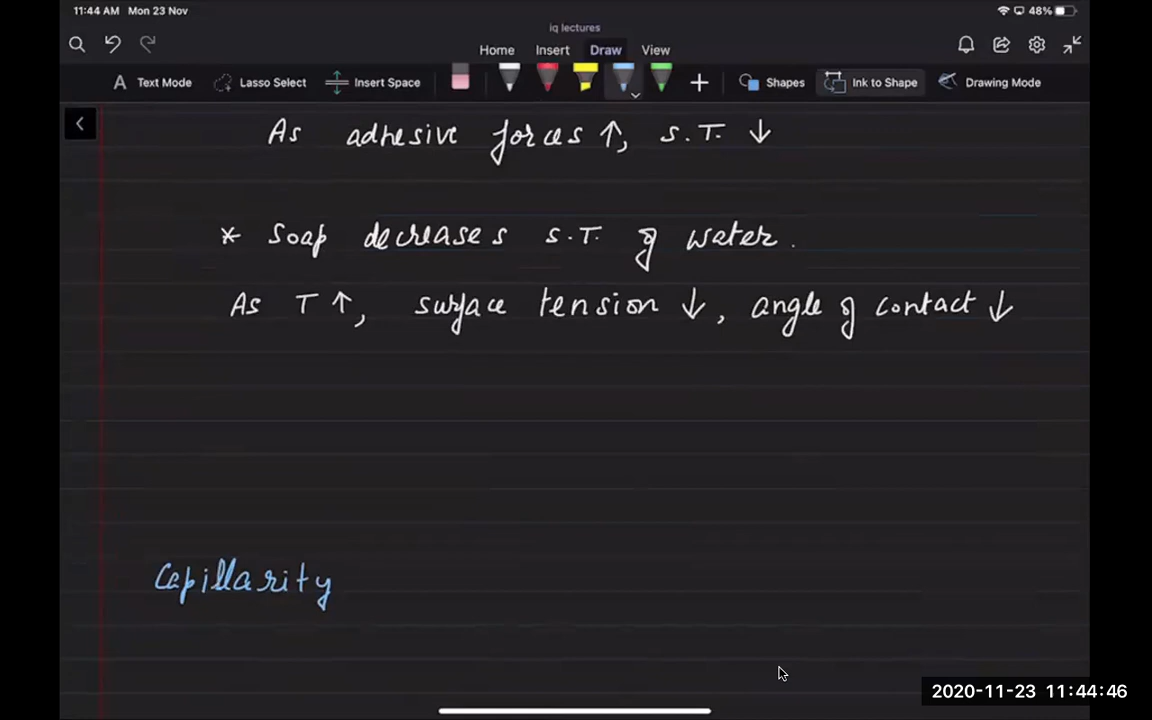 11:44 AM Mon 23 Nov
48%
iq lectures
Home Insert Draw View
Text Mode Lasso Select Insert Space Shapes Ink to Shape Drawing Mode
As adhesive forces ↑, S.T. ↓
* Soap decreases S.T. of water.
As T ↑, surface tension ↓, angle of contact ↓
Capillarity
2020-11-23 11:44:46